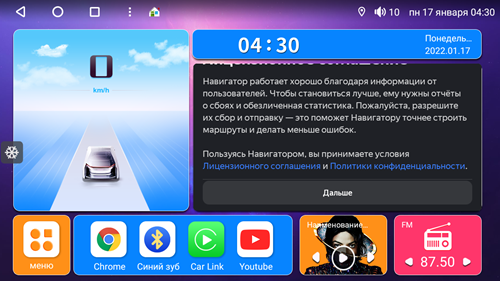 10 пн 17 января 04:30
04:30
Понедель...
2022.01.17
0
km/h
Лицензионное соглашение
Навигатор работает хорошо благодаря информации от
пользователей. Чтобы становиться лучше, ему нужны отчёты
о сбоях и обезличенная статистика. Пожалуйста, разрешите
их сбор и отправку — это поможет Навигатору точнее строить
маршруты и делать меньше ошибок.
Пользуясь Навигатором, вы принимаете условия
Лицензионного соглашения и Политики конфиденциальности.
Дальше
меню
Chrome
Синий зуб
Car Link
Youtube
Наименование...
FM
87.50